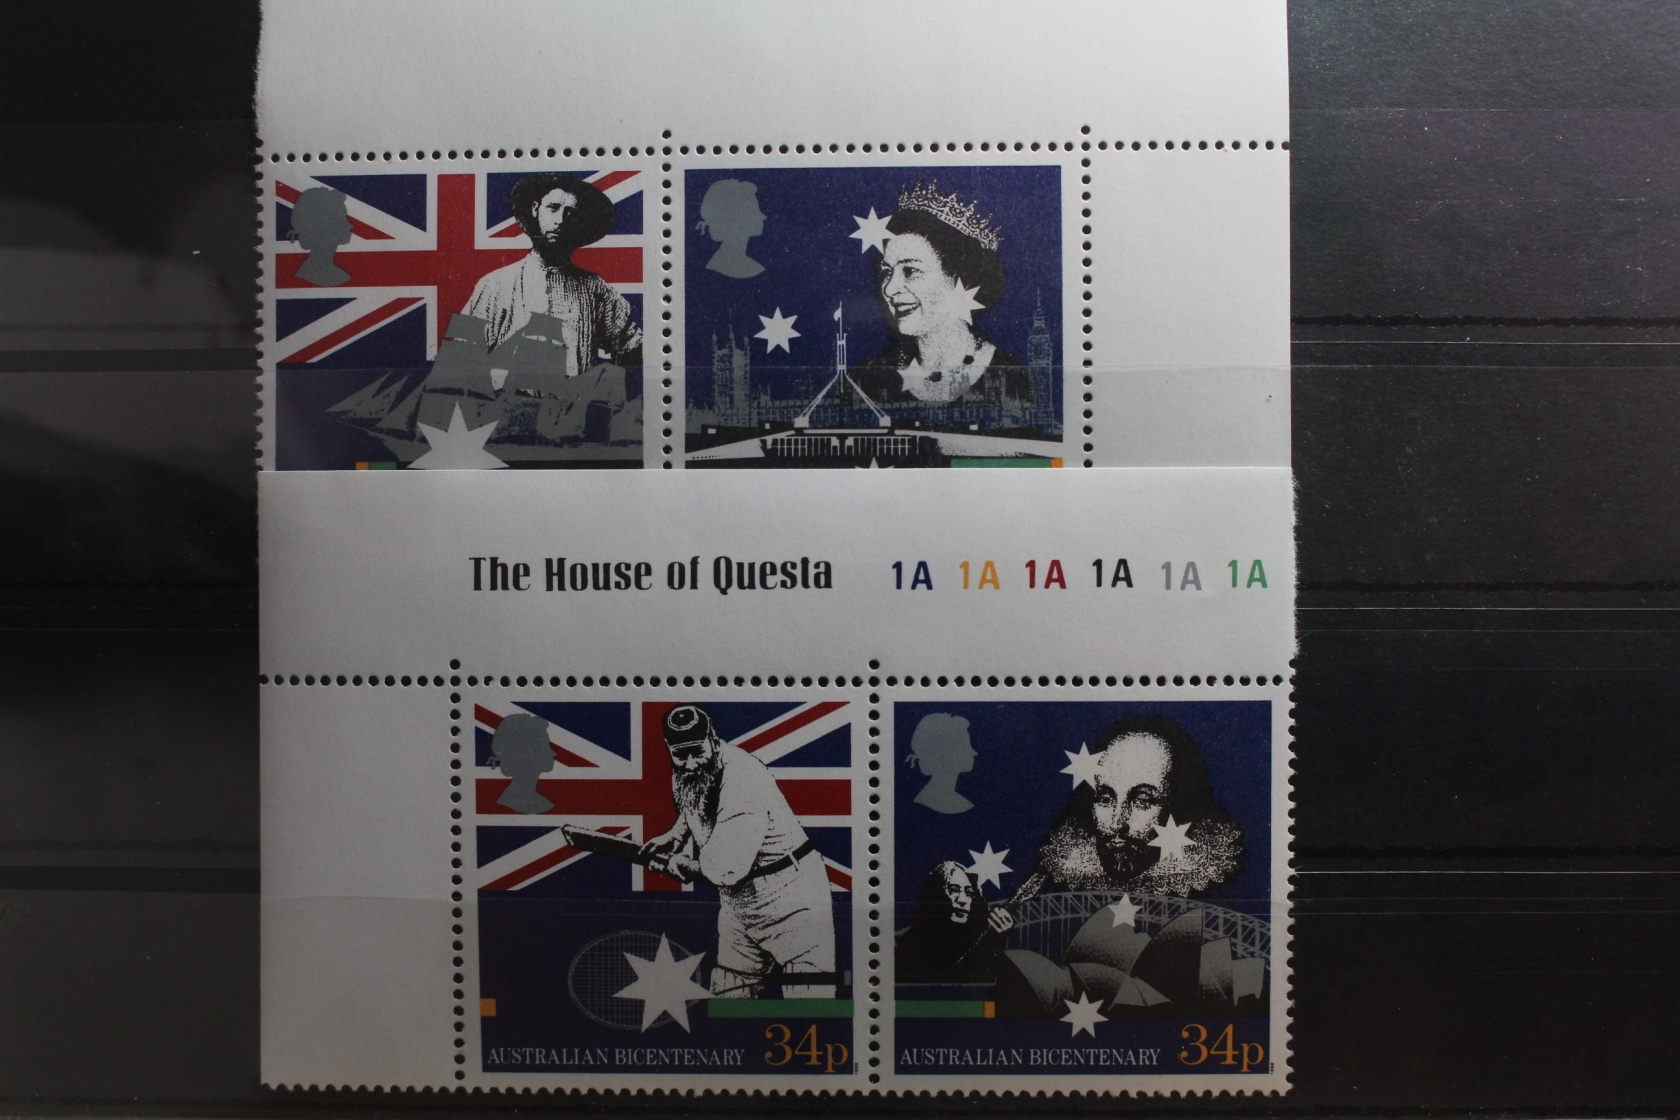 The House of Questa 1A 1A 1A 1A 1A 1A
AUSTRALIAN BICENTENARY 34p
AUSTRALIAN BICENTENARY 34p